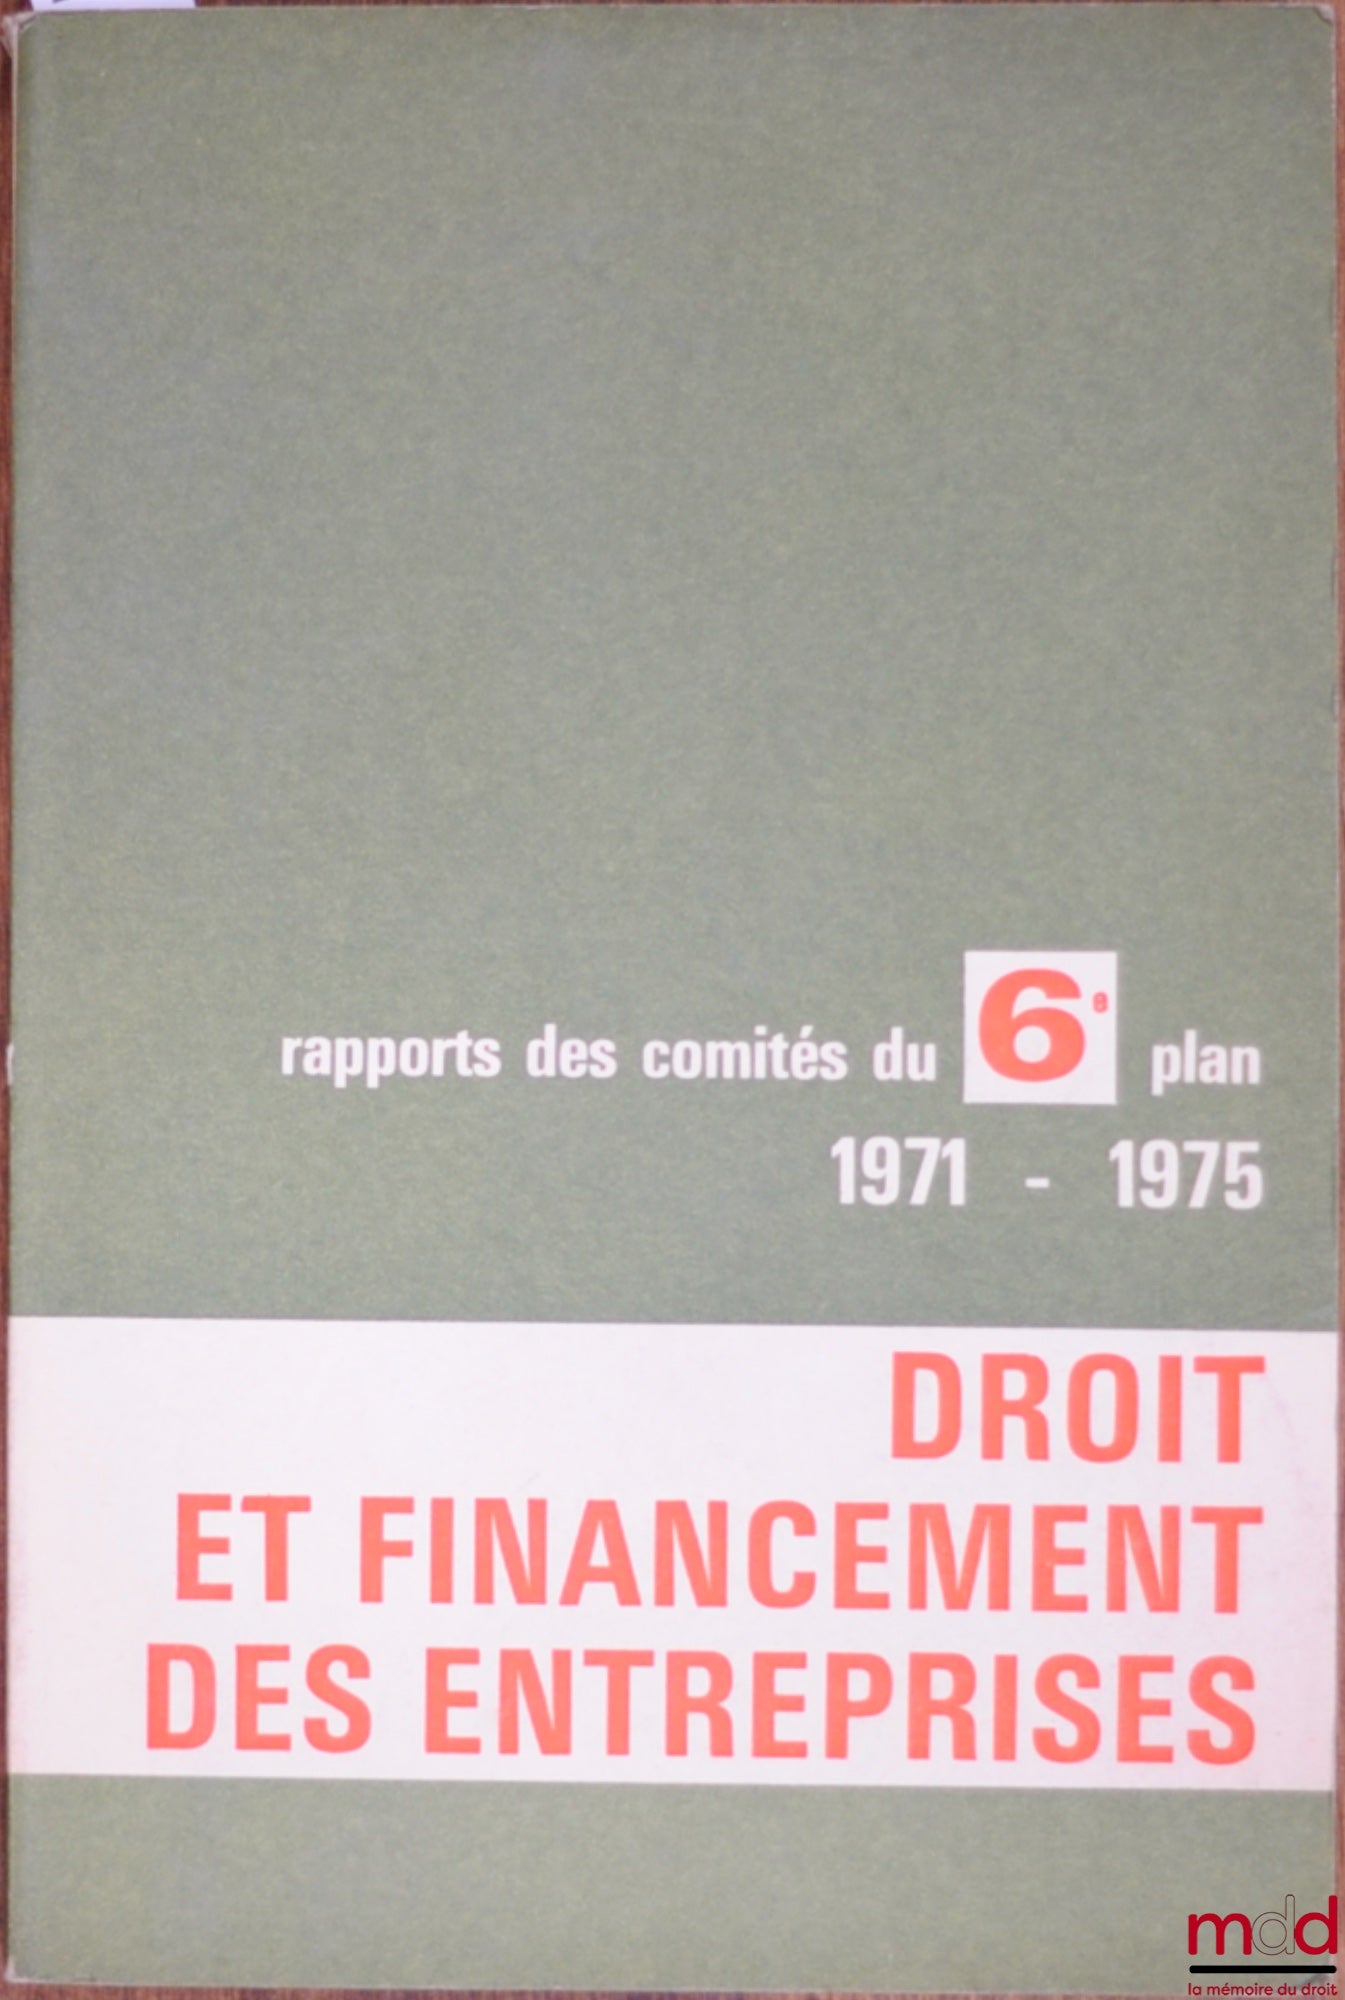 rapports des comités du 6e plan
1971 - 1975
DROIT
ET FINANCEMENT
DES ENTREPRISES
mdd
la mémoire du droit